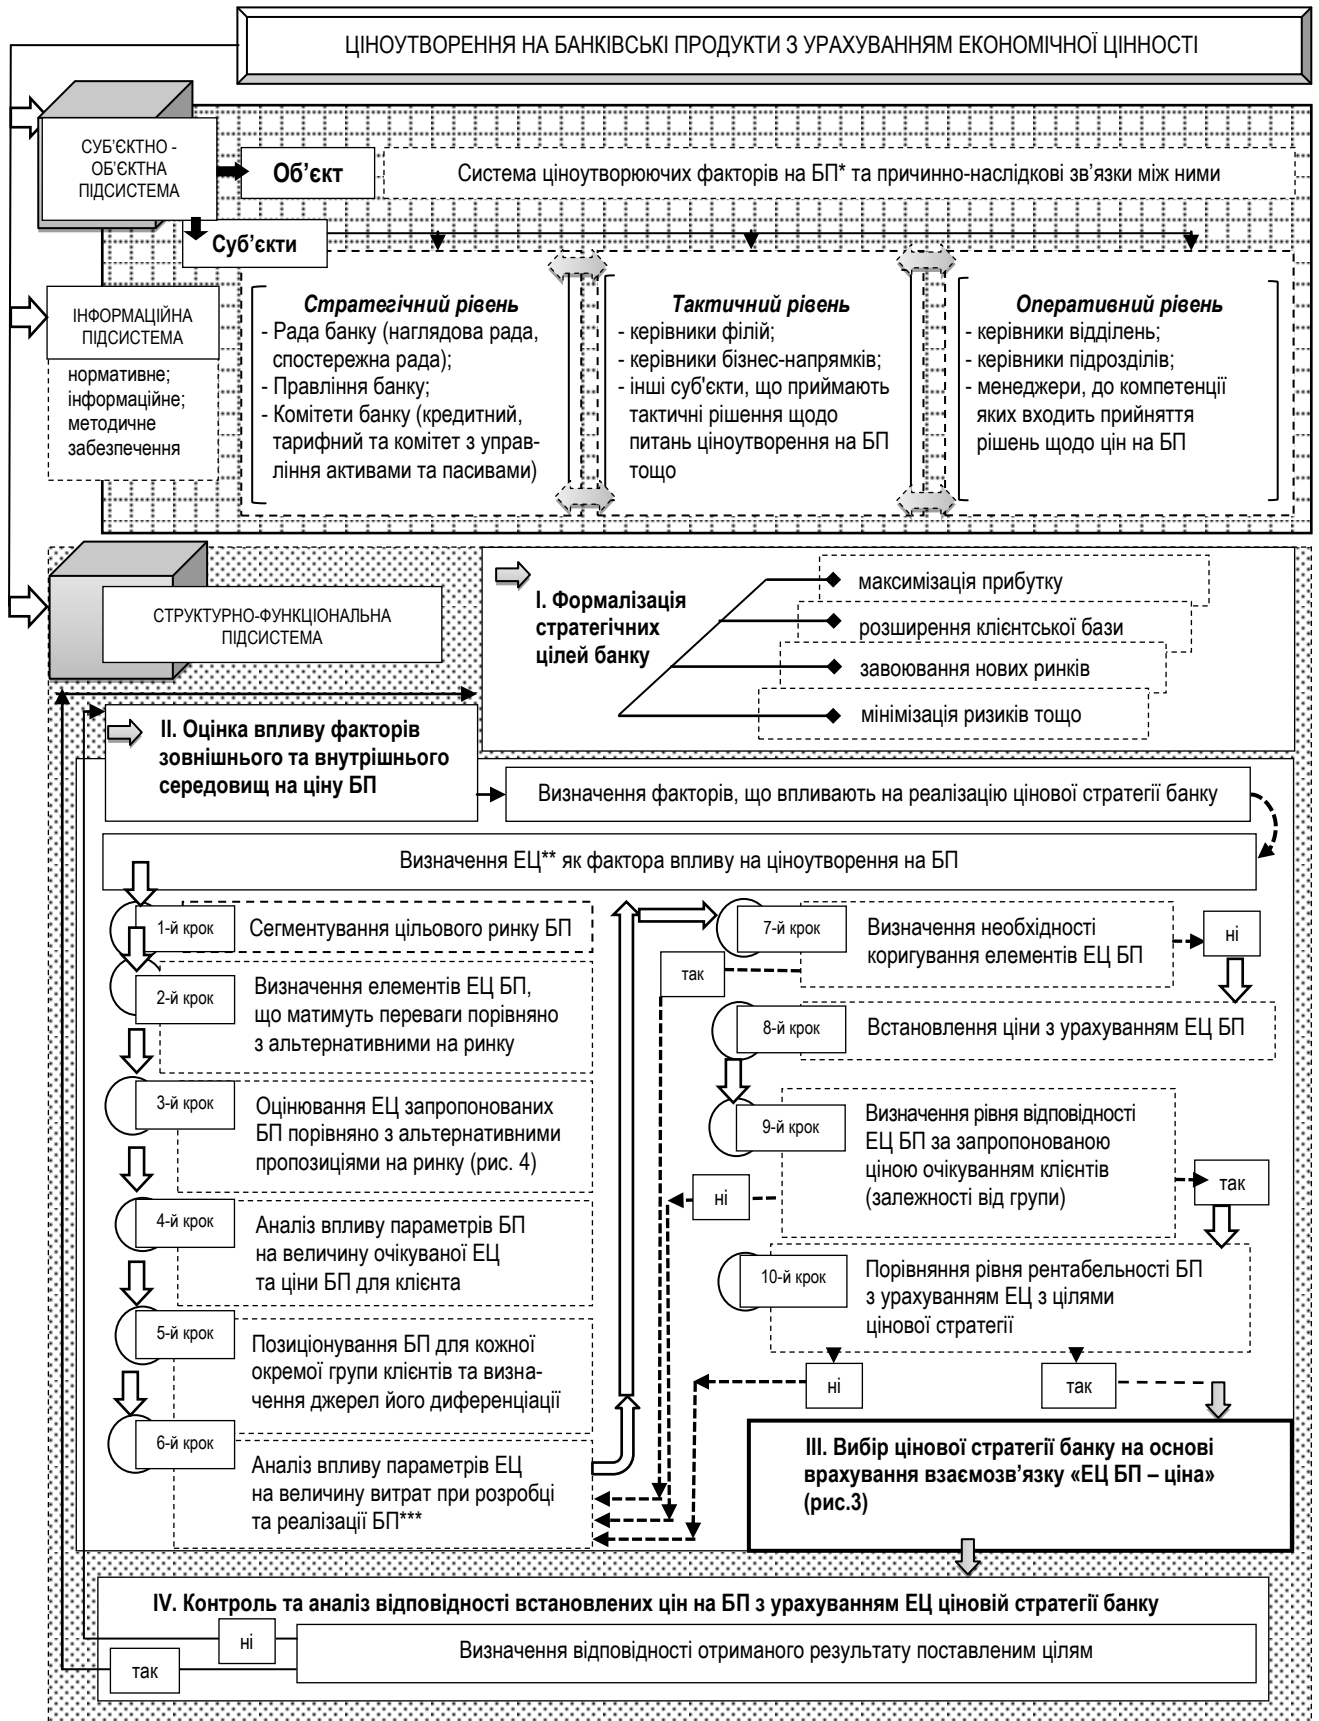 ЦІНОУТВОРЕННЯ НА БАНКІВСЬКІ ПРОДУКТИ З УРАХУВАННЯМ ЕКОНОМІЧНОЇ ЦІННОСТІ
СУБ’ЄКТНО -
ОБ’ЄКТНА
ПІДСИСТЕМА
Об’єкт
Система ціноутворюючих факторів на БП* та причинно-наслідкові зв’язки між ними
Суб’єкти
ІНФОРМАЦІЙНА
ПІДСИСТЕМА
нормативне;
інформаційне;
методичне
забезпечення
Стратегічний рівень
- Рада банку (наглядова рада,
спостережна рада);
- Правління банку;
- Комітети банку (кредитний,
тарифний та комітет з управ-
ління активами та пасивами)
Тактичний рівень
- керівники філій;
- керівники бізнес-напрямків;
- інші суб'єкти, що приймають
тактичні рішення щодо
питань ціноутворення на БП
тощо
Оперативний рівень
- керівники відділень;
- керівники підрозділів;
- менеджери, до компетенції
яких входить прийняття
рішень щодо цін на БП
СТРУКТУРНО-ФУНКЦІОНАЛЬНА
ПІДСИСТЕМА
І. Формалізація
стратегічних
цілей банку
максимізація прибутку
розширення клієнтської бази
завоювання нових ринків
мінімізація ризиків тощо
ІІ. Оцінка впливу факторів
зовнішнього та внутрішнього
середовищ на ціну БП
Визначення факторів, що впливають на реалізацію цінової стратегії банку
Визначення ЕЦ** як фактора впливу на ціноутворення на БП
1-й крок
Сегментування цільового ринку БП
2-й крок
Визначення елементів ЕЦ БП,
що матимуть переваги порівняно
з альтернативними на ринку
3-й крок
Оцінювання ЕЦ запропонованих
БП порівняно з альтернативними
пропозиціями на ринку (рис. 4)
4-й крок
Аналіз впливу параметрів БП
на величину очікуваної ЕЦ
та ціни БП для клієнта
5-й крок
Позиціонування БП для кожної
окремої групи клієнтів та визна-
чення джерел його диференціації
6-й крок
Аналіз впливу параметрів ЕЦ
на величину витрат при розробці
та реалізації БП***
7-й крок
Визначення необхідності
коригування елементів ЕЦ БП
ні
так
8-й крок
Встановлення ціни з урахуванням ЕЦ БП
9-й крок
Визначення рівня відповідності
ЕЦ БП за запропонованою
ціною очікуванням клієнтів
(залежності від групи)
ні
так
10-й крок
Порівняння рівня рентабельності БП
з урахуванням ЕЦ з цілями
цінової стратегії
ні
так
ІІІ. Вибір цінової стратегії банку на основі
врахування взаємозв’язку «ЕЦ БП – ціна»
(рис.3)
IV. Контроль та аналіз відповідності встановлених цін на БП з урахуванням ЕЦ ціновій стратегії банку
ні
Визначення відповідності отриманого результату поставленим цілям
так